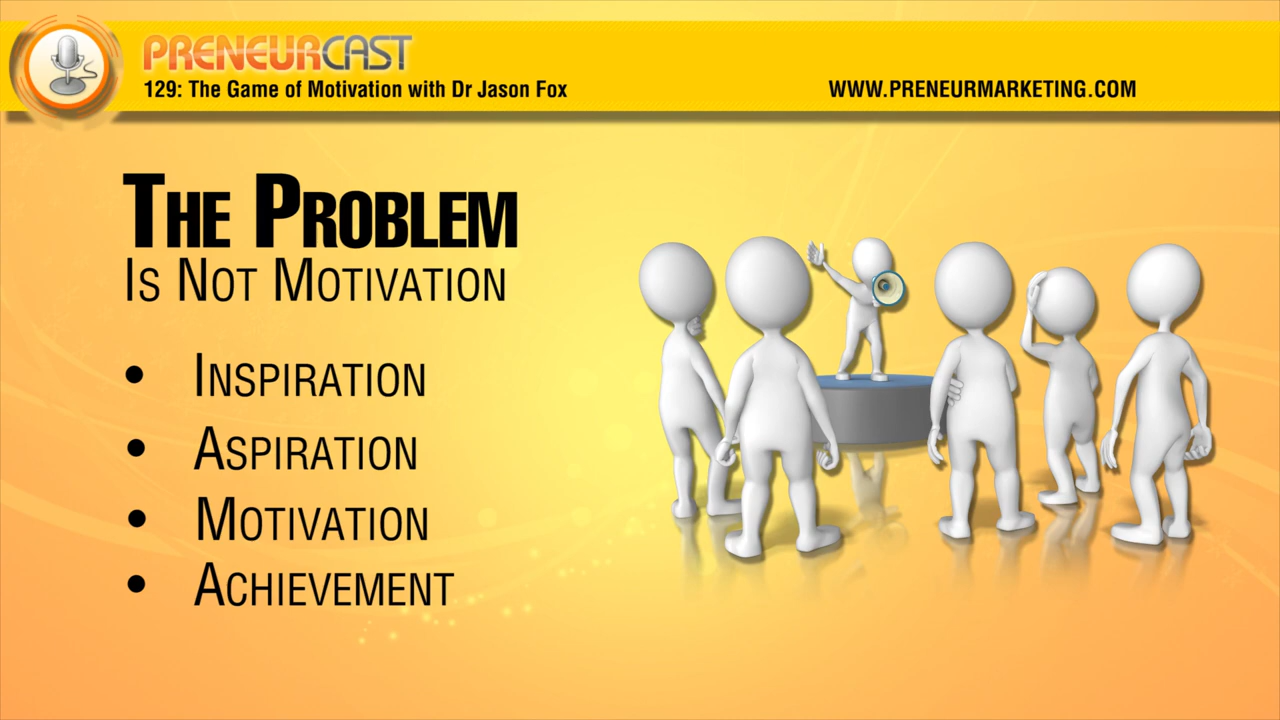 PRENEURCAST
129: The Game of Motivation with Dr Jason Fox
WWW.PRENEURMARKETING.COM
THE PROBLEM
IS NOT MOTIVATION
• INSPIRATION
• ASPIRATION
• MOTIVATION
• ACHIEVEMENT